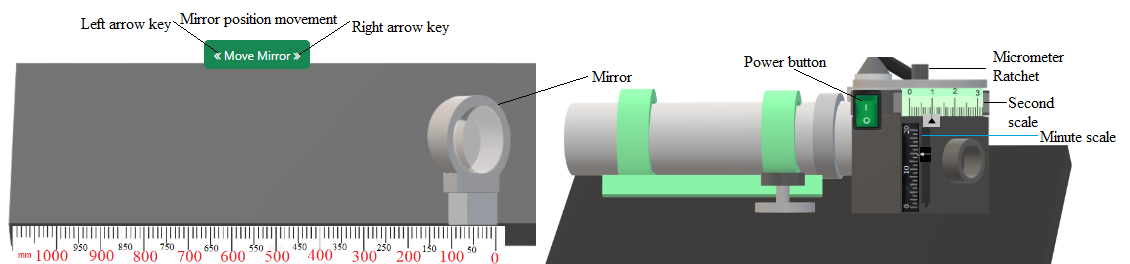 Mirror position movement
Left arrow key
Right arrow key
« Move Mirror »
Mirror
Power button
Micrometer
Ratchet
0 1 2 3
Second
scale
Minute scale
20
10
0
I
O
mm 1000 950 900 850 800 750 700 650 600 550 500 450 400 350 300 250 200 150 100 50 0